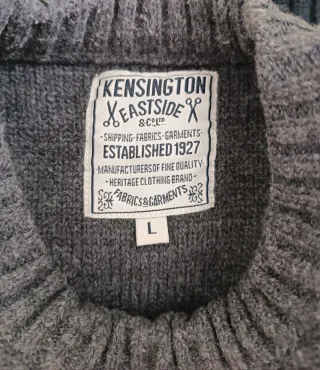 KENSINGTON
EASTSIDE
& Co. LTD
-SHIPPING-FABRICS-GARMENTS-
ESTABLISHED 1927
MANUFACTURERS OF FINE QUALITY-
-HERITAGE CLOTHING BRAND-
FABRICS&GARMENTS
L